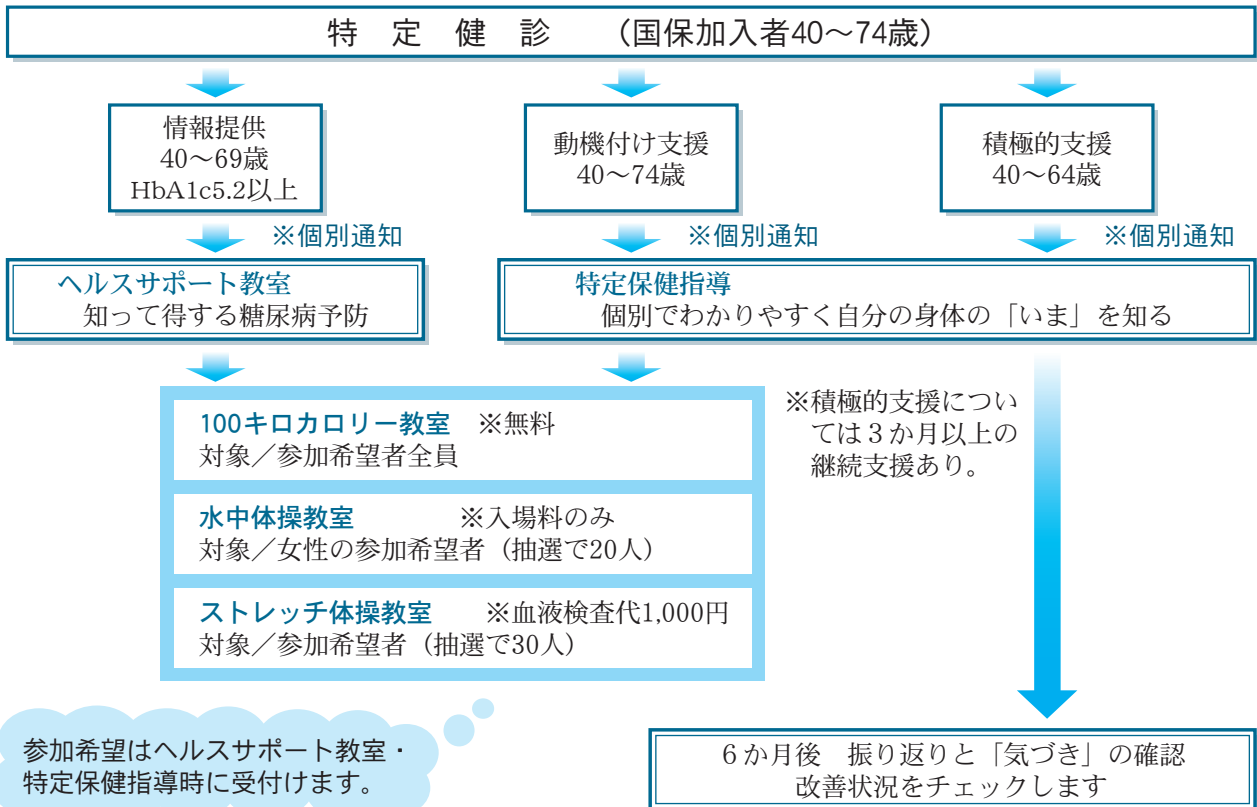 特定健診 （国保加入者40～74歳）
情報提供
40～69歳
HbA1c5.2以上
動機付け支援
40～74歳
積極的支援
40～64歳
※個別通知
※個別通知
※個別通知
ヘルスサポート教室
知って得する糖尿病予防
特定保健指導
個別でわかりやすく自分の身体の「いま」を知る
100キロカロリー教室 ※無料
対象／参加希望者全員
水中体操教室 ※入場料のみ
対象／女性の参加希望者（抽選で20人）
ストレッチ体操教室 ※血液検査代1,000円
対象／参加希望者（抽選で30人）
※積極的支援につい
ては３か月以上の
継続支援あり。
参加希望はヘルスサポート教室・
特定保健指導時に受付けます。
６か月後 振り返りと「気づき」の確認
改善状況をチェックします